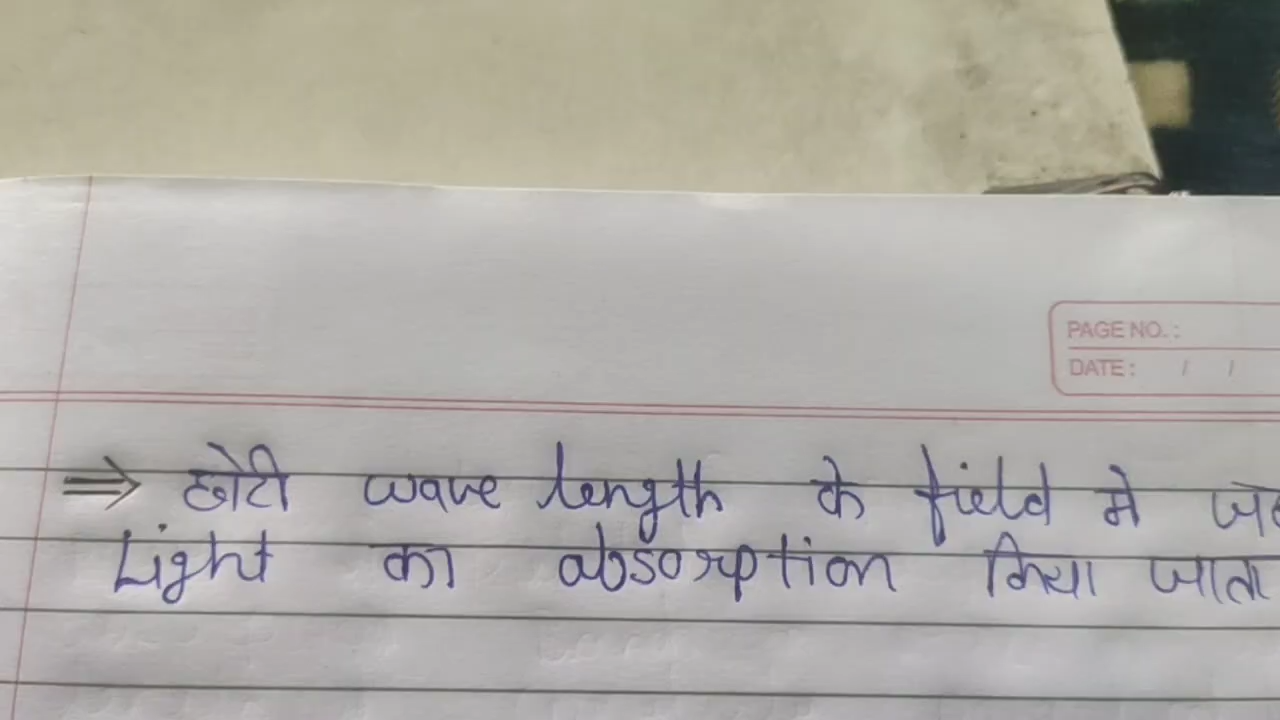 PAGE NO. :
DATE : / /
⇒ छोटी wave length के field मे
Light का absorption किया जाता